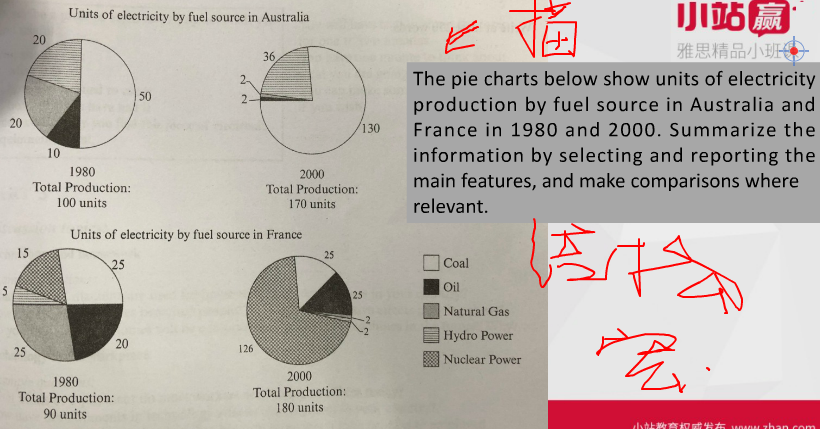 Units of electricity by fuel source in Australia
20
50
20
10
1980
Total Production:
100 units
36
2
2
130
2000
Total Production:
170 units
Units of electricity by fuel source in France
15
25
5
25
20
1980
Total Production:
90 units
25
25
2
2
126
2000
Total Production:
180 units
Coal
Oil
Natural Gas
Hydro Power
Nuclear Power
描
小站赢
雅思精品小班
The pie charts below show units of electricity
production by fuel source in Australia and
France in 1980 and 2000. Summarize the
information by selecting and reporting the
main features, and make comparisons where
relevant.
小站教育权威发布 www.zhan.com